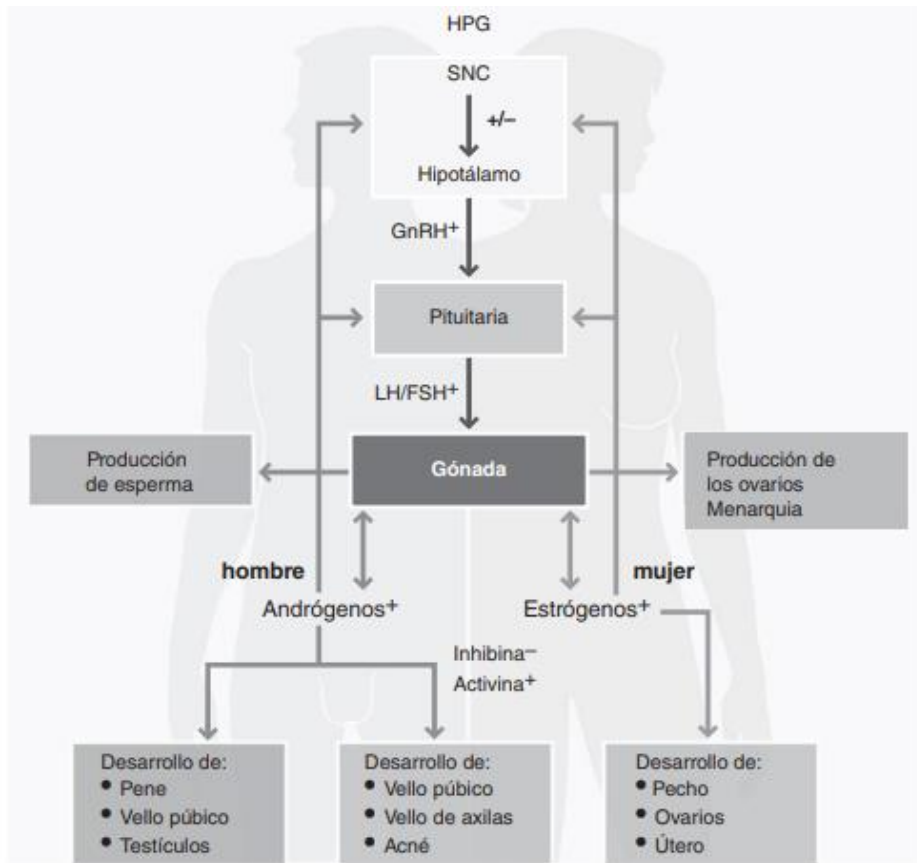 HPG
SNC
+/–
Hipotálamo
GnRH+
Pituitaria
LH/FSH+
Producción
de esperma
Gónada
Producción de
los ovarios
Menarquia
hombre
Andrógenos+
mujer
Estrógenos+
Inhibina–
Activina+
Desarrollo de:
• Pene
• Vello púbico
• Testículos
Desarrollo de:
• Vello púbico
• Vello de axilas
• Acné
Desarrollo de:
• Pecho
• Ovarios
• Útero